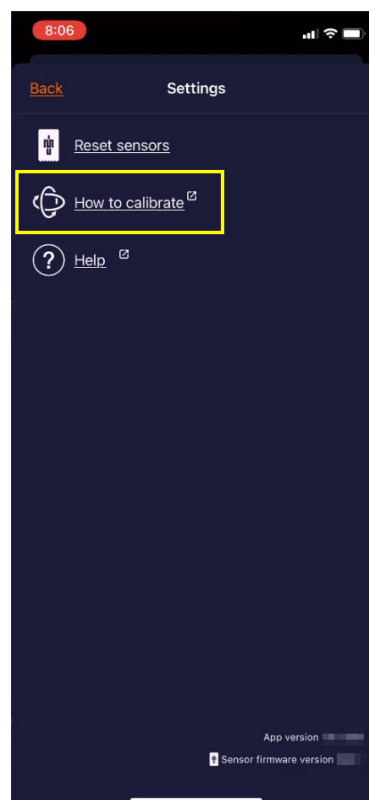 8:06
Back Settings
Reset sensors
How to calibrate
? Help
App version
Sensor firmware version